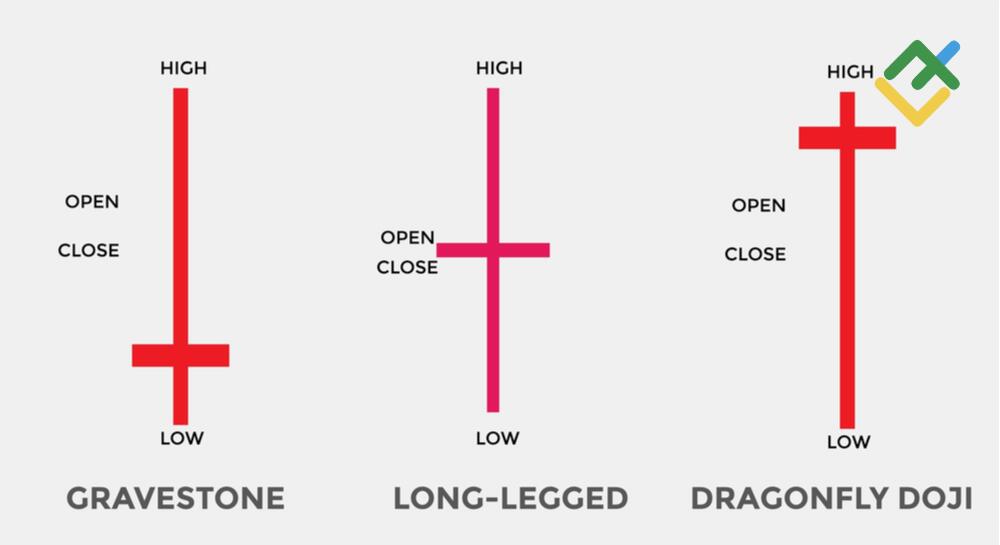 HIGH
OPEN
CLOSE
LOW
GRAVESTONE
HIGH
OPEN
CLOSE
LOW
LONG-LEGGED
HIGH
OPEN
CLOSE
LOW
DRAGONFLY DOJI